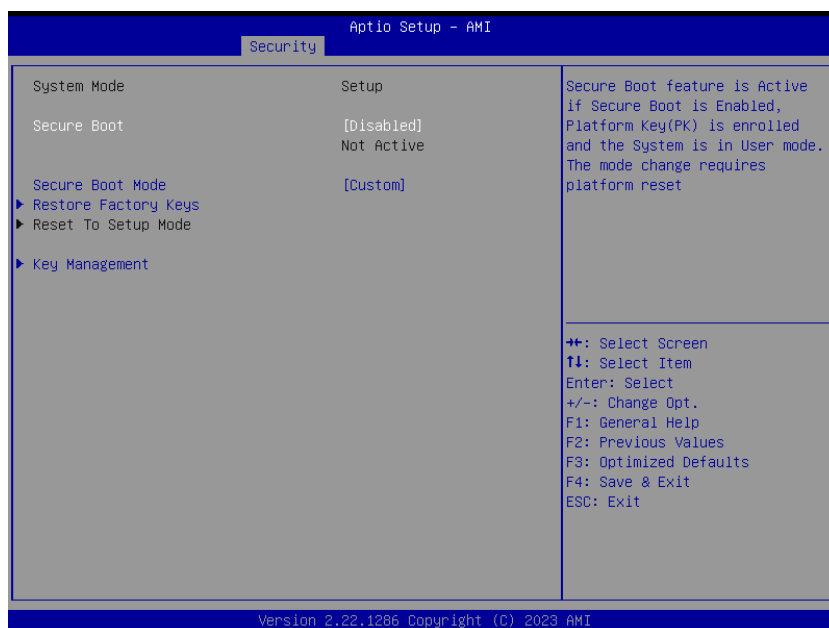 Aptio Setup - AMI
Security
System Mode Setup
Secure Boot [Disabled]
Not Active
Secure Boot Mode [Custom]
Restore Factory Keys
Reset To Setup Mode
Key Management
Secure Boot feature is Active
if Secure Boot is Enabled,
Platform Key(PK) is enrolled
and the System is in User mode.
The mode change requires
platform reset
→←: Select Screen
↑↓: Select Item
Enter: Select
+/-: Change Opt.
F1: General Help
F2: Previous Values
F3: Optimized Defaults
F4: Save & Exit
ESC: Exit
Version 2.22.1286 Copyright (C) 2023 AMI